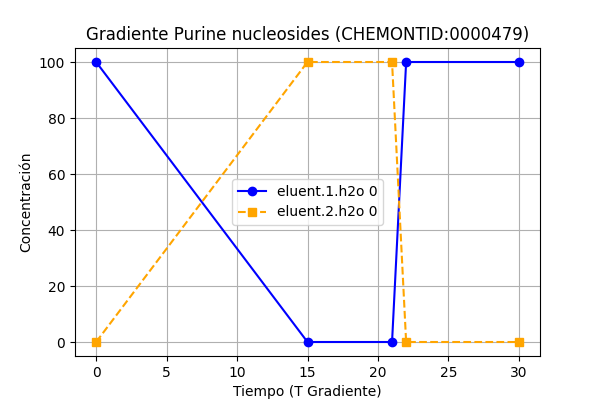 Gradiente Purine nucleosides (CHEMONTID:0000479)
100
80
60
40
20
0
Concentración
eluent.1.h2o 0
eluent.2.h2o 0
0 5 10 15 20 25 30
Tiempo (T Gradiente)